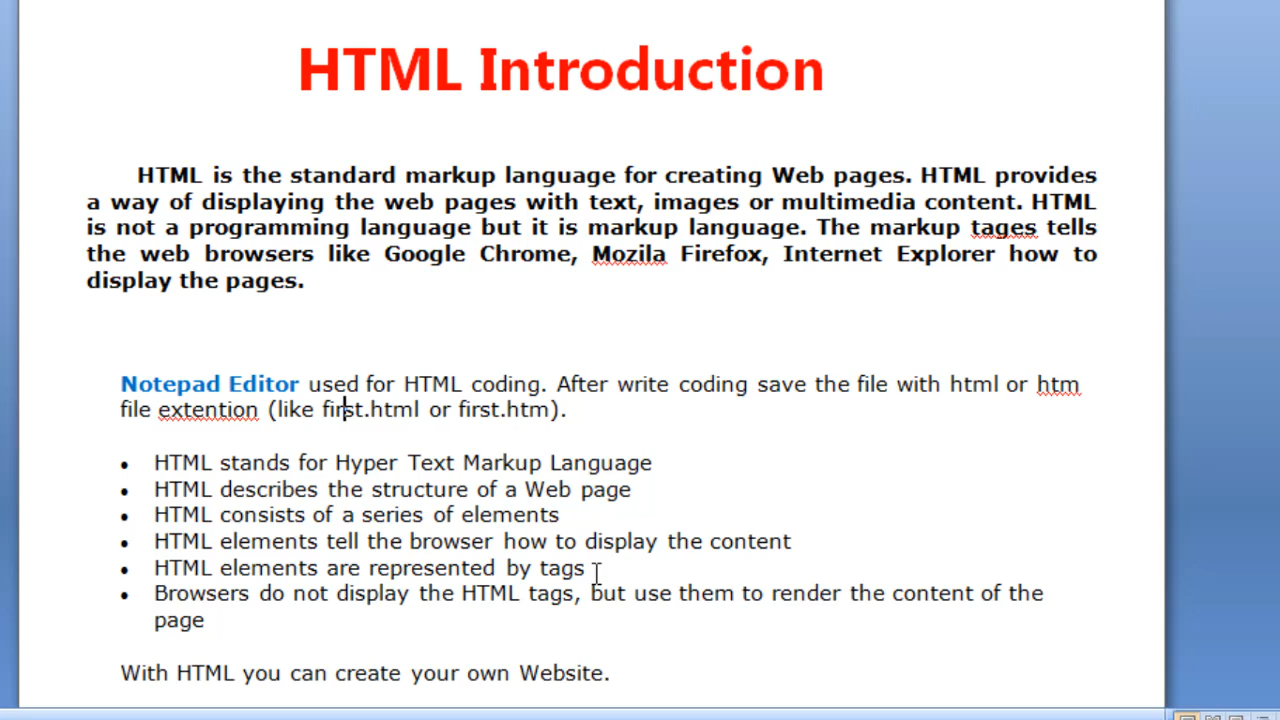 HTML Introduction
HTML is the standard markup language for creating Web pages. HTML provides
a way of displaying the web pages with text, images or multimedia content. HTML
is not a programming language but it is markup language. The markup tages tells
the web browsers like Google Chrome, Mozila Firefox, Internet Explorer how to
display the pages.
Notepad Editor used for HTML coding. After write coding save the file with html or htm
file extention (like first.html or first.htm).
• HTML stands for Hyper Text Markup Language
• HTML describes the structure of a Web page
• HTML consists of a series of elements
• HTML elements tell the browser how to display the content
• HTML elements are represented by tags
• Browsers do not display the HTML tags, but use them to render the content of the
page
With HTML you can create your own Website.